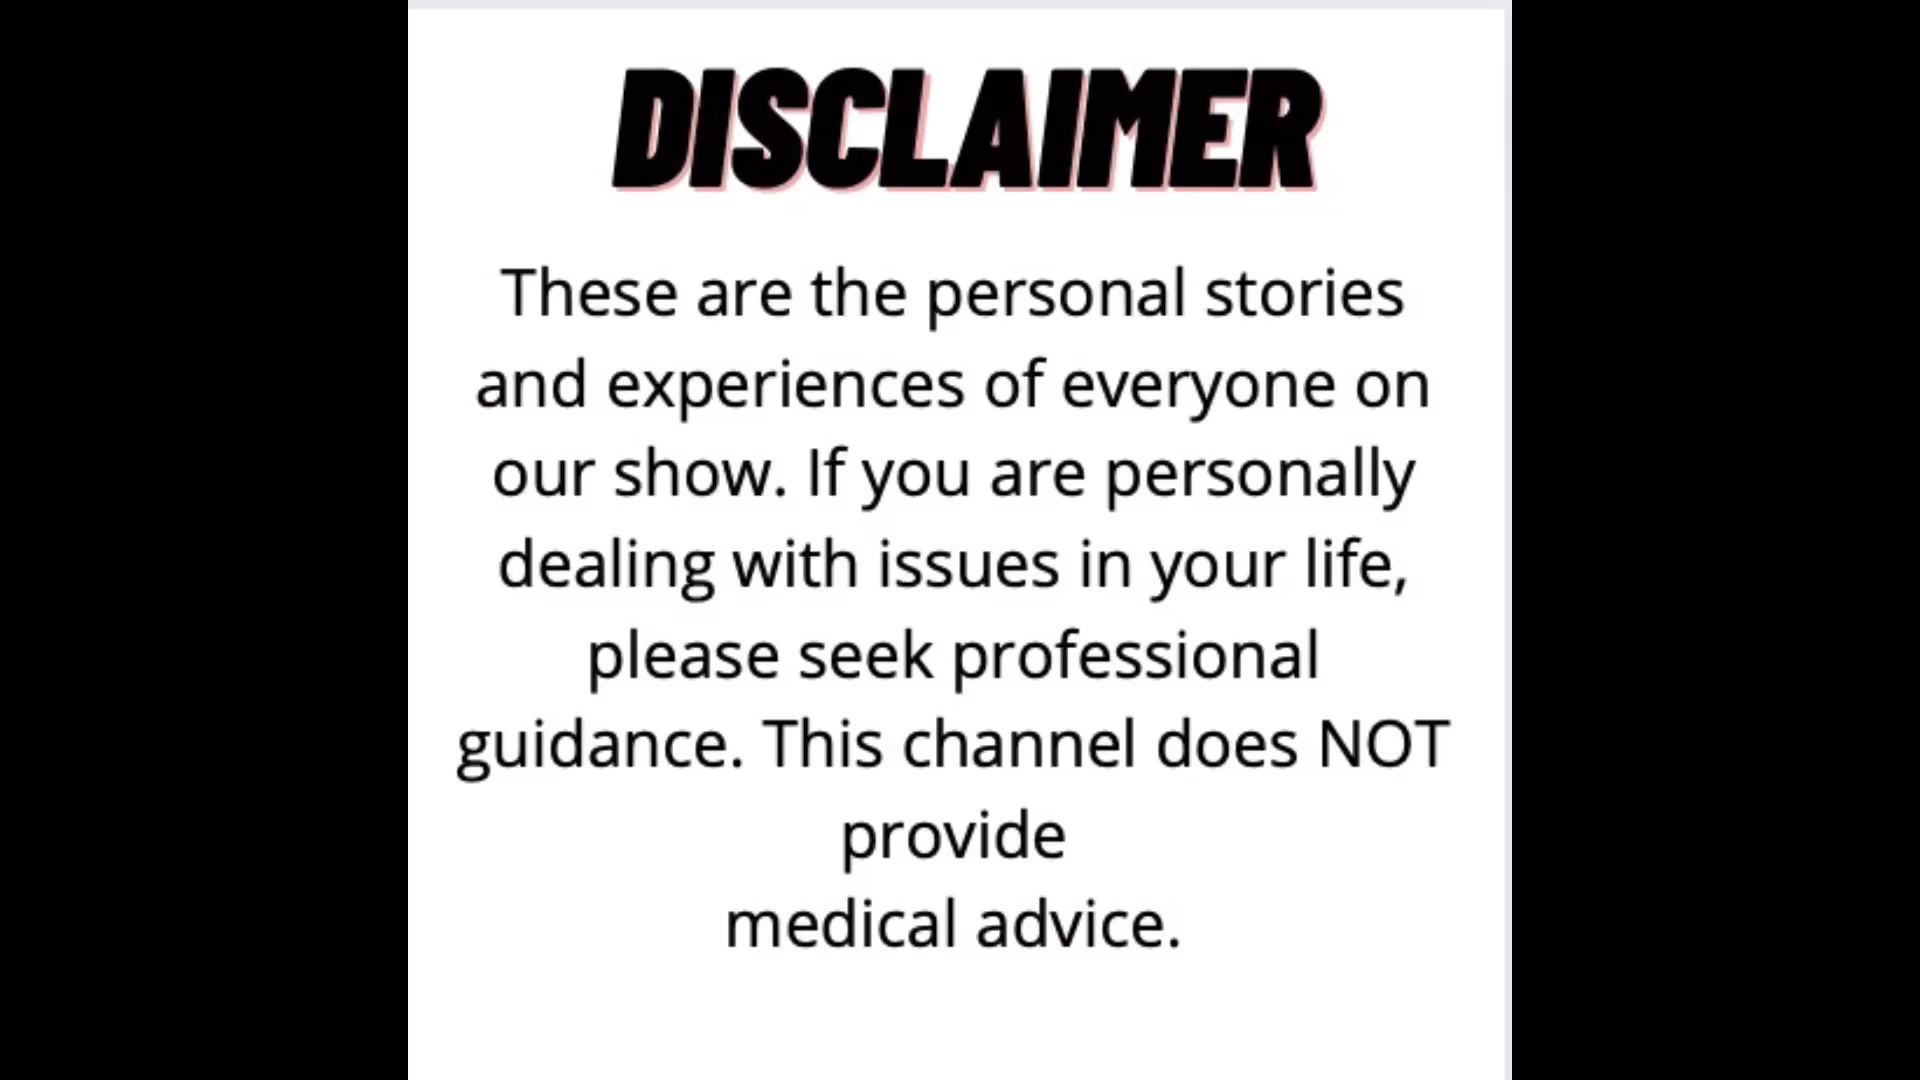 DISCLAIMER
These are the personal stories
and experiences of everyone on
our show. If you are personally
dealing with issues in your life,
please seek professional
guidance. This channel does NOT
provide
medical advice.